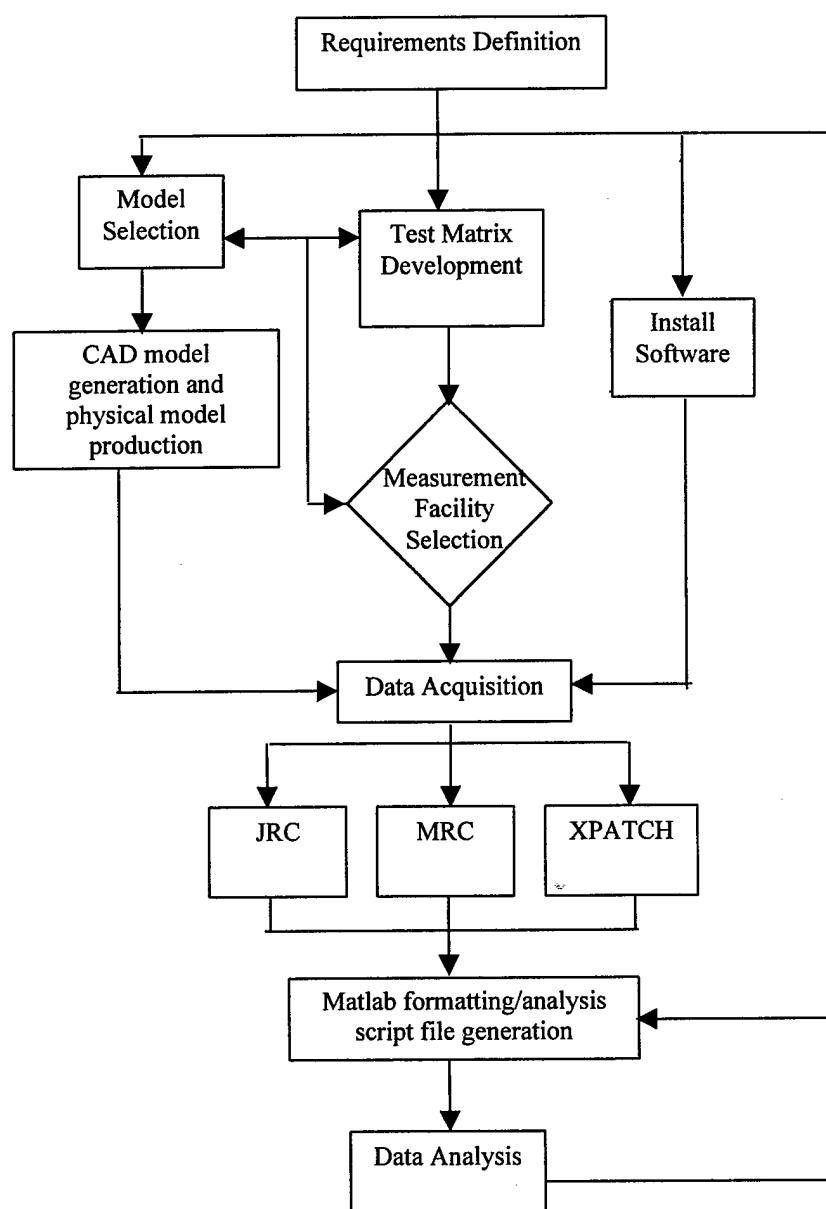 Requirements Definition
Model
Selection
Test Matrix
Development
Install
Software
CAD model
generation and
physical model
production
Measurement
Facility
Selection
Data Acquisition
JRC
MRC
XPATCH
Matlab formatting/analysis
script file generation
Data Analysis